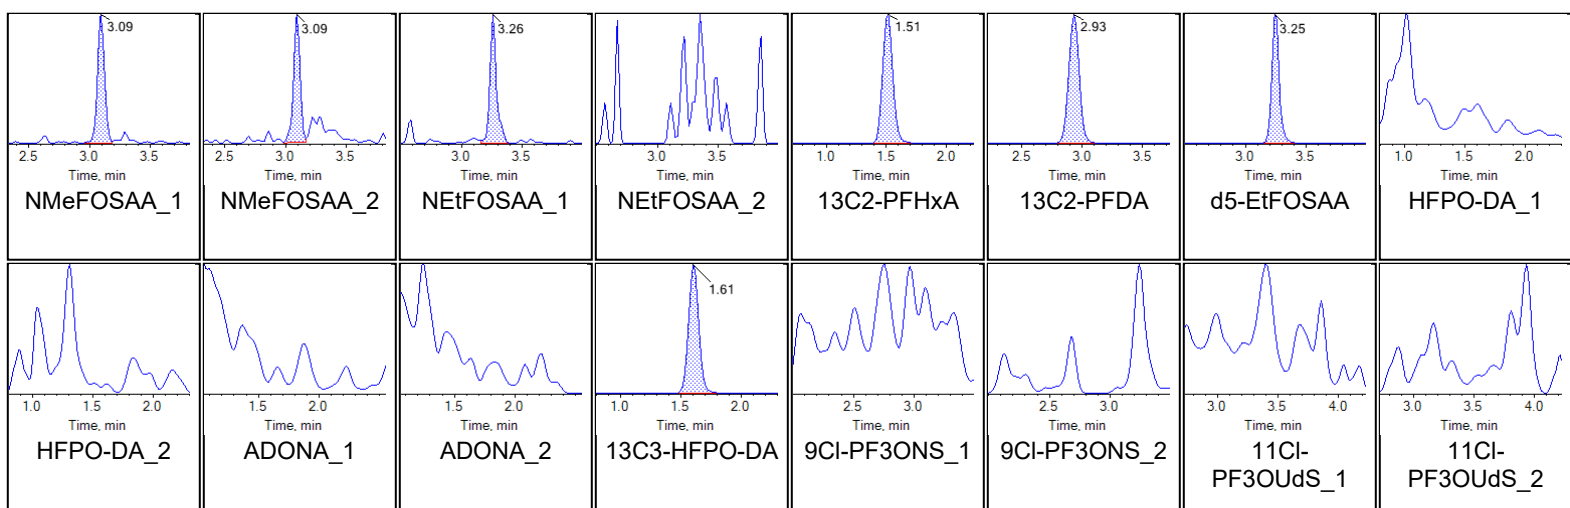 3.09
3.09
3.26
1.51
2.93
3.25
2.5 3.0 3.5
2.5 3.0 3.5
3.0 3.5
3.0 3.5
1.0 1.5 2.0
2.5 3.0 3.5
3.0 3.5
1.0 1.5 2.0
Time, min
Time, min
Time, min
Time, min
Time, min
Time, min
Time, min
Time, min
NMeFOSAA_1
NMeFOSAA_2
NEtFOSAA_1
NEtFOSAA_2
13C2-PFHxA
13C2-PFDA
d5-EtFOSAA
HFPO-DA_1
1.61
1.0 1.5 2.0
1.5 2.0
1.5 2.0
1.0 1.5 2.0
2.5 3.0
2.5 3.0
3.0 3.5 4.0
3.0 3.5 4.0
Time, min
Time, min
Time, min
Time, min
Time, min
Time, min
Time, min
Time, min
HFPO-DA_2
ADONA_1
ADONA_2
13C3-HFPO-DA
9Cl-PF3ONS_1
9Cl-PF3ONS_2
11Cl-
PF3OUdS_1
11Cl-
PF3OUdS_2